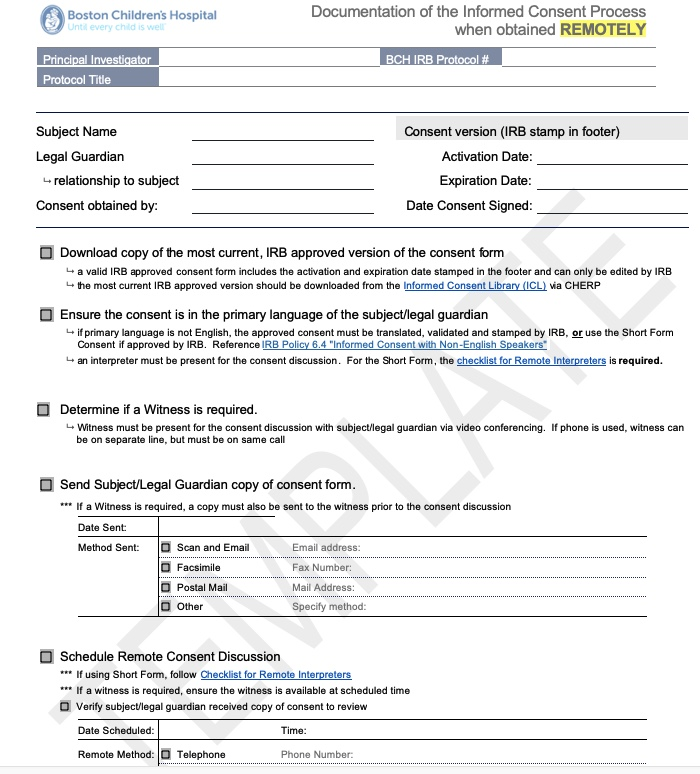 Boston Children's Hospital
Until every child is well
Documentation of the Informed Consent Process
when obtained REMOTELY
Principal Investigator
BCH IRB Protocol #
Protocol Title
Subject Name
Consent version (IRB stamp in footer)
Legal Guardian
Activation Date:
↳ relationship to subject
Expiration Date:
Consent obtained by:
Date Consent Signed:
Download copy of the most current, IRB approved version of the consent form
↳ a valid IRB approved consent form includes the activation and expiration date stamped in the footer and can only be edited by IRB
↳ the most current IRB approved version should be downloaded from the Informed Consent Library (ICL) via CHERP
Ensure the consent is in the primary language of the subject/legal guardian
↳ if primary language is not English, the approved consent must be translated, validated and stamped by IRB, or use the Short Form
Consent if approved by IRB. Reference IRB Policy 6.4 "Informed Consent with Non-English Speakers"
↳ an interpreter must be present for the consent discussion. For the Short Form, the checklist for Remote Interpreters is required.
Determine if a Witness is required.
↳ Witness must be present for the consent discussion with subject/legal guardian via video conferencing. If phone is used, witness can
be on separate line, but must be on same call
Send Subject/Legal Guardian copy of consent form.
*** If a Witness is required, a copy must also be sent to the witness prior to the consent discussion
Date Sent:
Method Sent: Scan and Email Email address:
Facsimile Fax Number:
Postal Mail Mail Address:
Other Specify method:
Schedule Remote Consent Discussion
*** If using Short Form, follow Checklist for Remote Interpreters
*** If a witness is required, ensure the witness is available at scheduled time
Verify subject/legal guardian received copy of consent to review
Date Scheduled: Time:
Remote Method: Telephone Phone Number:
TEMPLATE